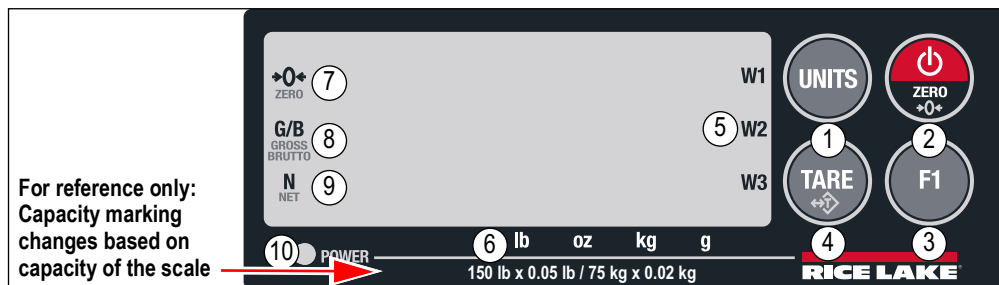 →0←
ZERO
7
G/B
GROSS
BRUTTO
8
N
NET
9
W1
5 W2
W3
UNITS
1
ZERO
→0←
2
TARE
↔T
4
F1
3
For reference only:
Capacity marking
changes based on
capacity of the scale
10 POWER
6 lb oz kg g
150 lb x 0.05 lb / 75 kg x 0.02 kg
RICE LAKE